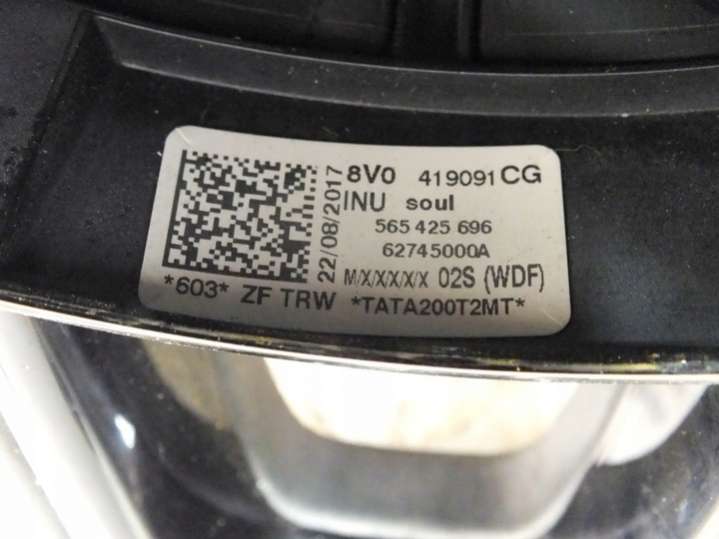 8V0 419091 CG
INU soul
565 425 696
62745000A
M/X/X/X/X/X 02S (WDF)
22/08/2017
*603* ZF TRW *TATA200T2MT*